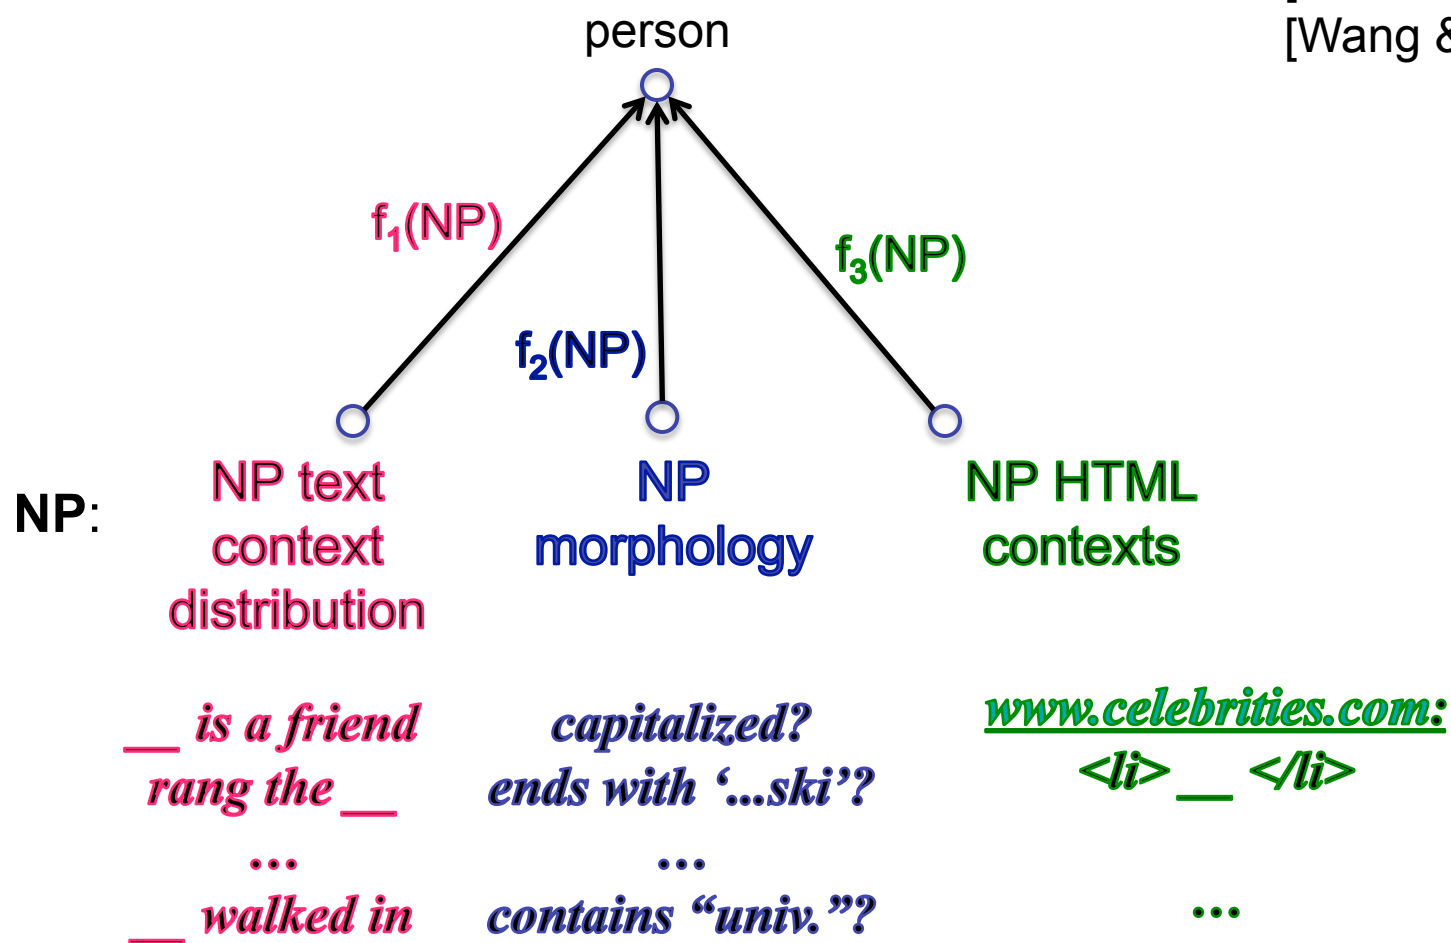 person
[Wang &
f1(NP)
f3(NP)
f2(NP)
NP:
NP text
context
distribution
NP
morphology
NP HTML
contexts
__ is a friend
rang the __
...
__ walked in
capitalized?
ends with ‘...ski’?
...
contains “univ.”?
www.celebrities.com:
<li> __ </li>
...